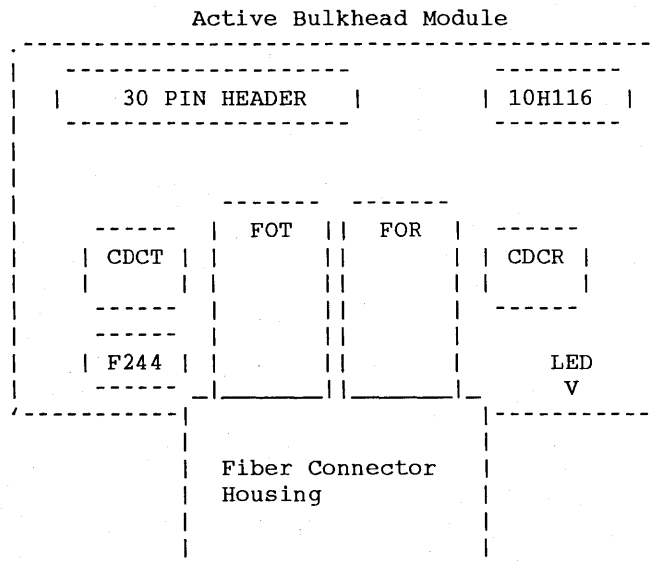 Active Bulkhead Module
30 PIN HEADER
10H116
FOT
FOR
CDCT
CDCR
F244
LED
V
Fiber Connector
Housing